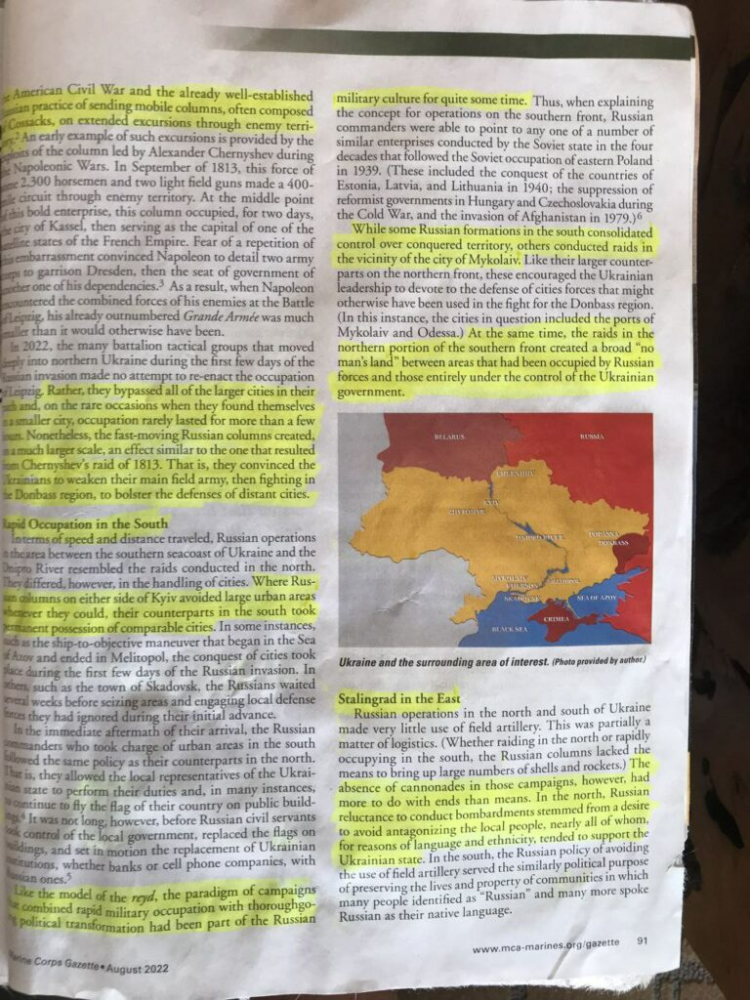 American Civil War and the already well-established
practice of sending mobile columns, often composed
Cossacks, on extended excursions through enemy terri-
An early example of such excursions is provided by the
of the column led by Alexander Chernyshev during
Napoleonic Wars. In September of 1813, this force of
2,300 horsemen and two light field guns made a 400-
circuit through enemy territory. At the middle point
this bold enterprise, this column occupied, for two days,
city of Kassel, then serving as the capital of one of the
states of the French Empire. Fear of a repetition of
embarrassment convinced Napoleon to detail two army
to garrison Dresden, then the seat of government of
another one of his dependencies.³ As a result, when Napoleon
encountered the combined forces of his enemies at the Battle
of Leipzig, his already outnumbered Grande Armée was much
smaller than it would otherwise have been.
In 2022, the many battalion tactical groups that moved
deeply into northern Ukraine during the first few days of the
Russian invasion made no attempt to re-enact the occupation
of Leipzig. Rather, they bypassed all of the larger cities in their
and, on the rare occasions when they found themselves
a smaller city, occupation rarely lasted for more than a few
hours. Nonetheless, the fast-moving Russian columns created,
on a much larger scale, an effect similar to the one that resulted
from Chernyshev's raid of 1813. That is, they convinced the
Ukrainians to weaken their main field army, then fighting in
the Donbass region, to bolster the defenses of distant cities.
Rapid Occupation in the South
In terms of speed and distance traveled, Russian operations
in the area between the southern seacoast of Ukraine and the
Dnipro River resembled the raids conducted in the north.
They differed, however, in the handling of cities. Where Rus-
sian columns on either side of Kyiv avoided large urban areas
whenever they could, their counterparts in the south took
permanent possession of comparable cities. In some instances,
such as the ship-to-objective maneuver that began in the Sea
of Azov and ended in Melitopol, the conquest of cities took
place during the first few days of the Russian invasion. In
others, such as the town of Skadovsk, the Russians waited
several weeks before seizing areas and engaging local defense
forces they had ignored during their initial advance.
In the immediate aftermath of their arrival, the Russian
commanders who took charge of urban areas in the south
followed the same policy as their counterparts in the north.
That is, they allowed the local representatives of the Ukrai-
nian state to perform their duties and, in many instances,
to continue to fly the flag of their country on public build-
ings.⁴ It was not long, however, before Russian civil servants
took control of the local government, replaced the flags on
buildings, and set in motion the replacement of Ukrainian
institutions, whether banks or cell phone companies, with
Russian ones.⁵
Like the model of the reyd, the paradigm of campaigns
that combined rapid military occupation with thoroughgo-
ing political transformation had been part of the Russian
military culture for quite some time. Thus, when explaining
the concept for operations on the southern front, Russian
commanders were able to point to any one of a number of
similar enterprises conducted by the Soviet state in the four
decades that followed the Soviet occupation of eastern Poland
in 1939. (These included the conquest of the countries of
Estonia, Latvia, and Lithuania in 1940; the suppression of
reformist governments in Hungary and Czechoslovakia during
the Cold War, and the invasion of Afghanistan in 1979.)⁶
While some Russian formations in the south consolidated
control over conquered territory, others conducted raids in
the vicinity of the city of Mykolaiv. Like their larger counter-
parts on the northern front, these encouraged the Ukrainian
leadership to devote to the defense of cities forces that might
otherwise have been used in the fight for the Donbass region.
(In this instance, the cities in question included the ports of
Mykolaiv and Odessa.) At the same time, the raids in the
northern portion of the southern front created a broad "no
man's land" between areas that had been occupied by Russian
forces and those entirely under the control of the Ukrainian
government.
BELARUS
RUSSIA
CHERNIHIV
KYIV
ZHYTOMYR
DNIPRO RIVER
POPASNA
DONBASS
MYKOLAIV
KHERSON
MELITOPOL
SKADOVSK
SEA OF AZOV
BLACK SEA
CRIMEA
Ukraine and the surrounding area of interest. (Photo provided by author.)
Stalingrad in the East
Russian operations in the north and south of Ukraine
made very little use of field artillery. This was partially a
matter of logistics. (Whether raiding in the north or rapidly
occupying in the south, the Russian columns lacked the
means to bring up large numbers of shells and rockets.) The
absence of cannonades in those campaigns, however, had
more to do with ends than means. In the north, Russian
reluctance to conduct bombardments stemmed from a desire
to avoid antagonizing the local people, nearly all of whom,
for reasons of language and ethnicity, tended to support the
Ukrainian state. In the south, the Russian policy of avoiding
the use of field artillery served the similarly political purpose
of preserving the lives and property of communities in which
many people identified as "Russian" and many more spoke
Russian as their native language.
Marine Corps Gazette • August 2022
www.mca-marines.org/gazette 91